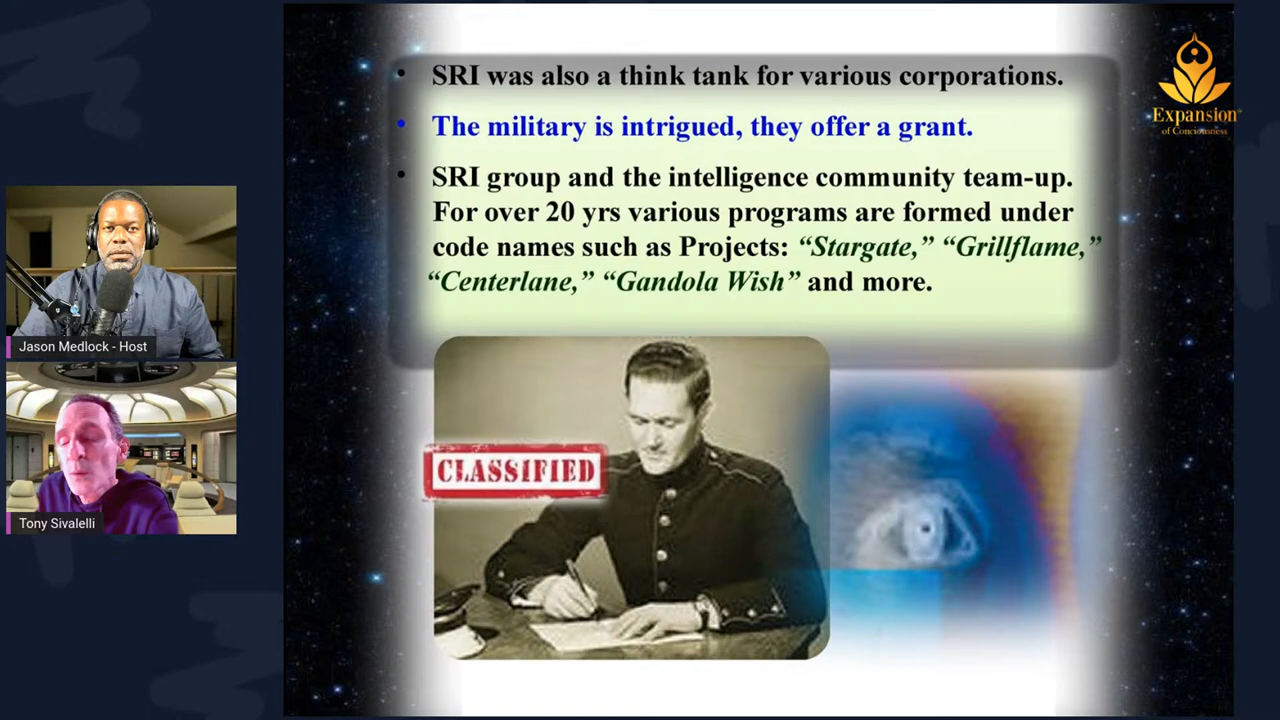 • SRI was also a think tank for various corporations.
• The military is intrigued, they offer a grant.
• SRI group and the intelligence community team-up.
For over 20 yrs various programs are formed under
code names such as Projects: “Stargate,” “Grillflame,”
“Centerlane,” “Gandola Wish” and more.
Expansion
of Conciousness
Jason Medlock - Host
CLASSIFIED
Tony Sivalelli